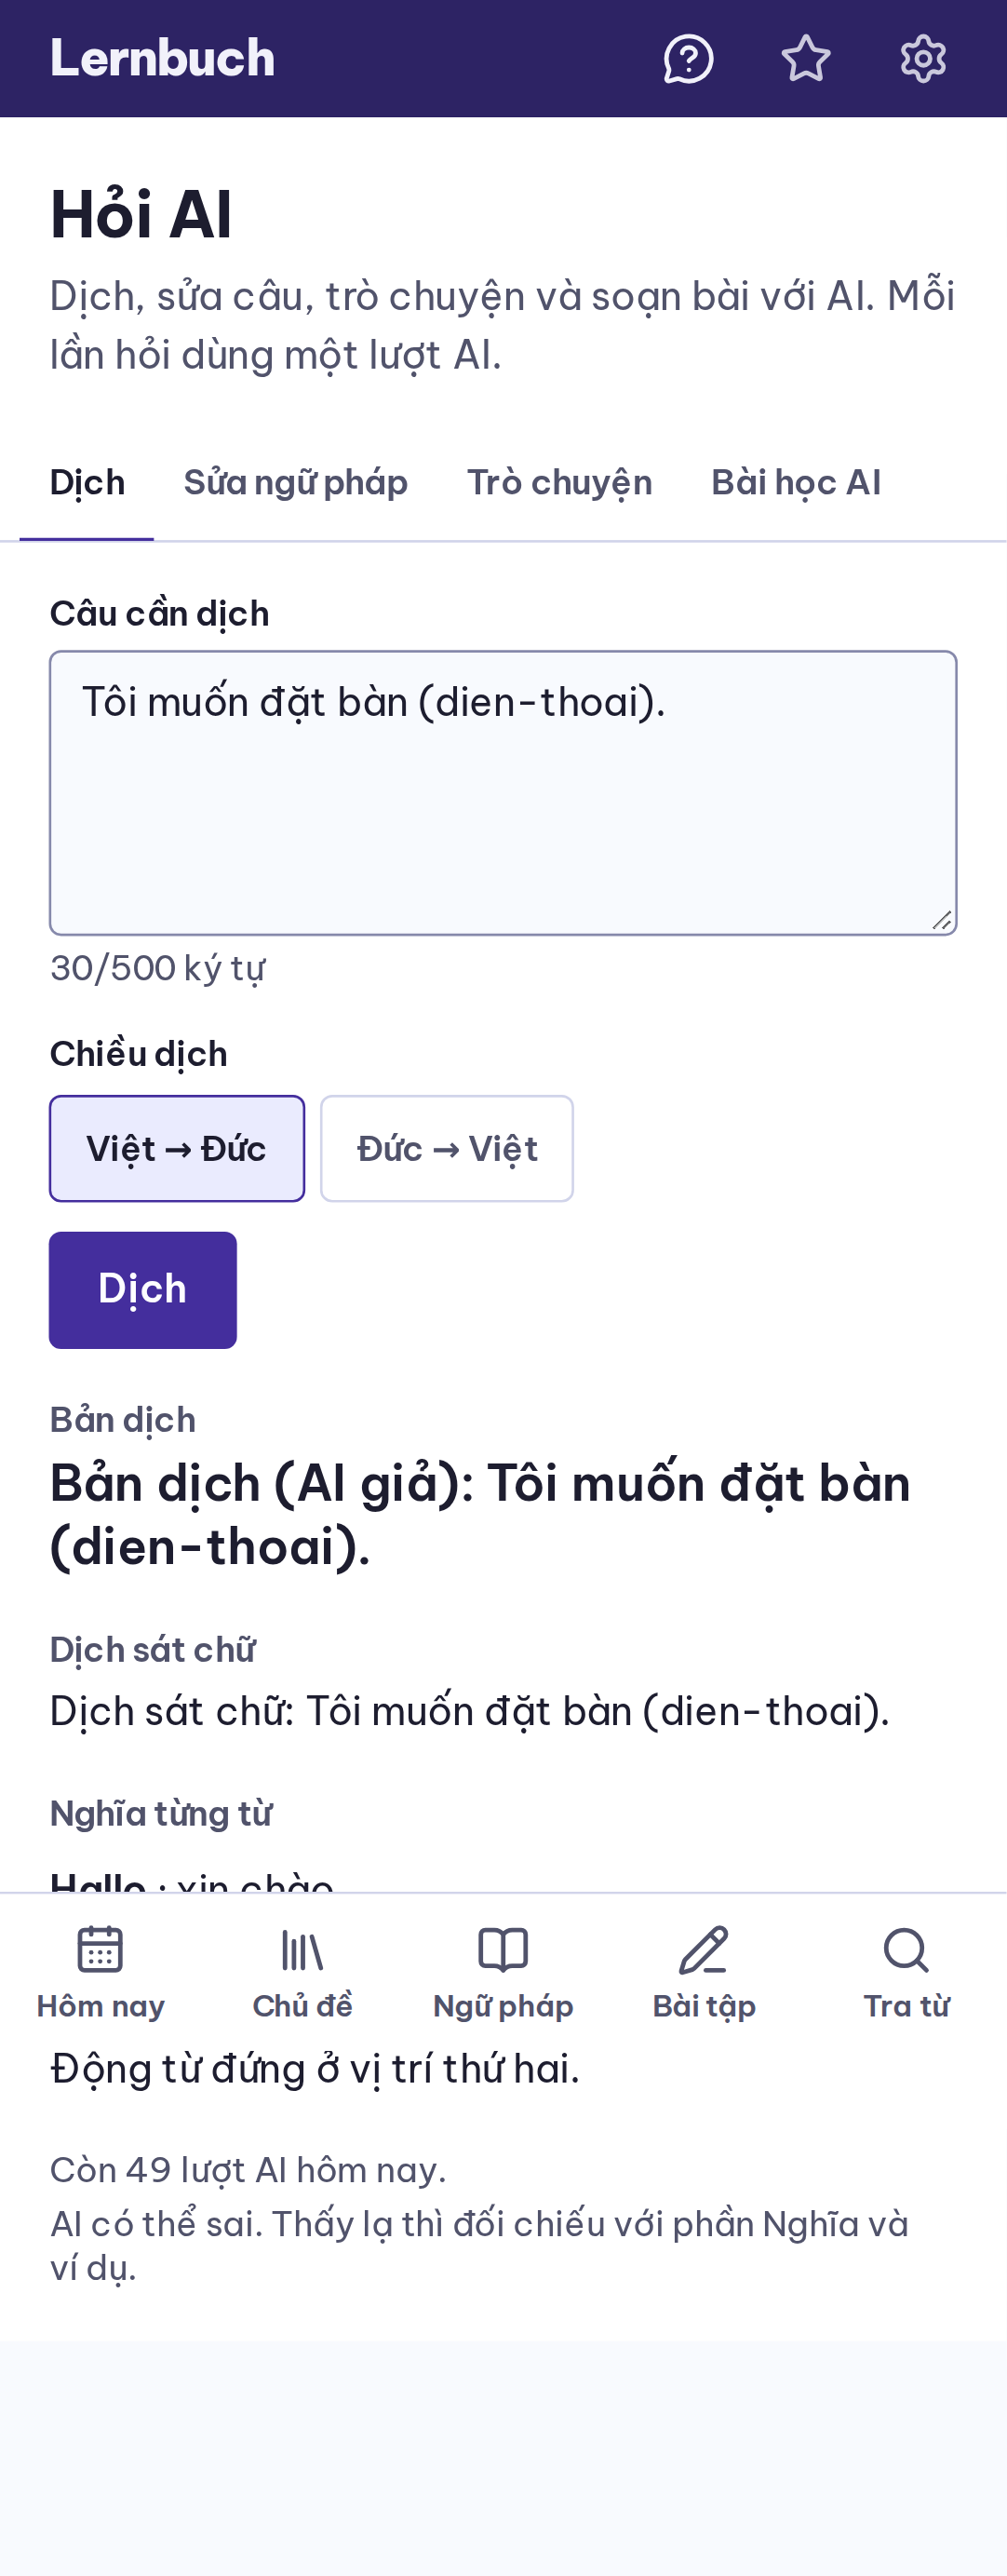 Lernbuch
Hỏi AI
Dịch, sửa câu, trò chuyện và soạn bài với AI. Mỗi
lần hỏi dùng một lượt AI.
Dịch Sửa ngữ pháp Trò chuyện Bài học AI
Câu cần dịch
Tôi muốn đặt bàn (dien-thoai).
30/500 ký tự
Chiều dịch
Việt → Đức Đức → Việt
Dịch
Bản dịch
Bản dịch (AI giả): Tôi muốn đặt bàn
(dien-thoai).
Dịch sát chữ
Dịch sát chữ: Tôi muốn đặt bàn (dien-thoai).
Nghĩa từng từ
Hallo : xin chào
Hôm nay Chủ đề Ngữ pháp Bài tập Tra từ
Động từ đứng ở vị trí thứ hai.
Còn 49 lượt AI hôm nay.
AI có thể sai. Thấy lạ thì đối chiếu với phần Nghĩa và
ví dụ.